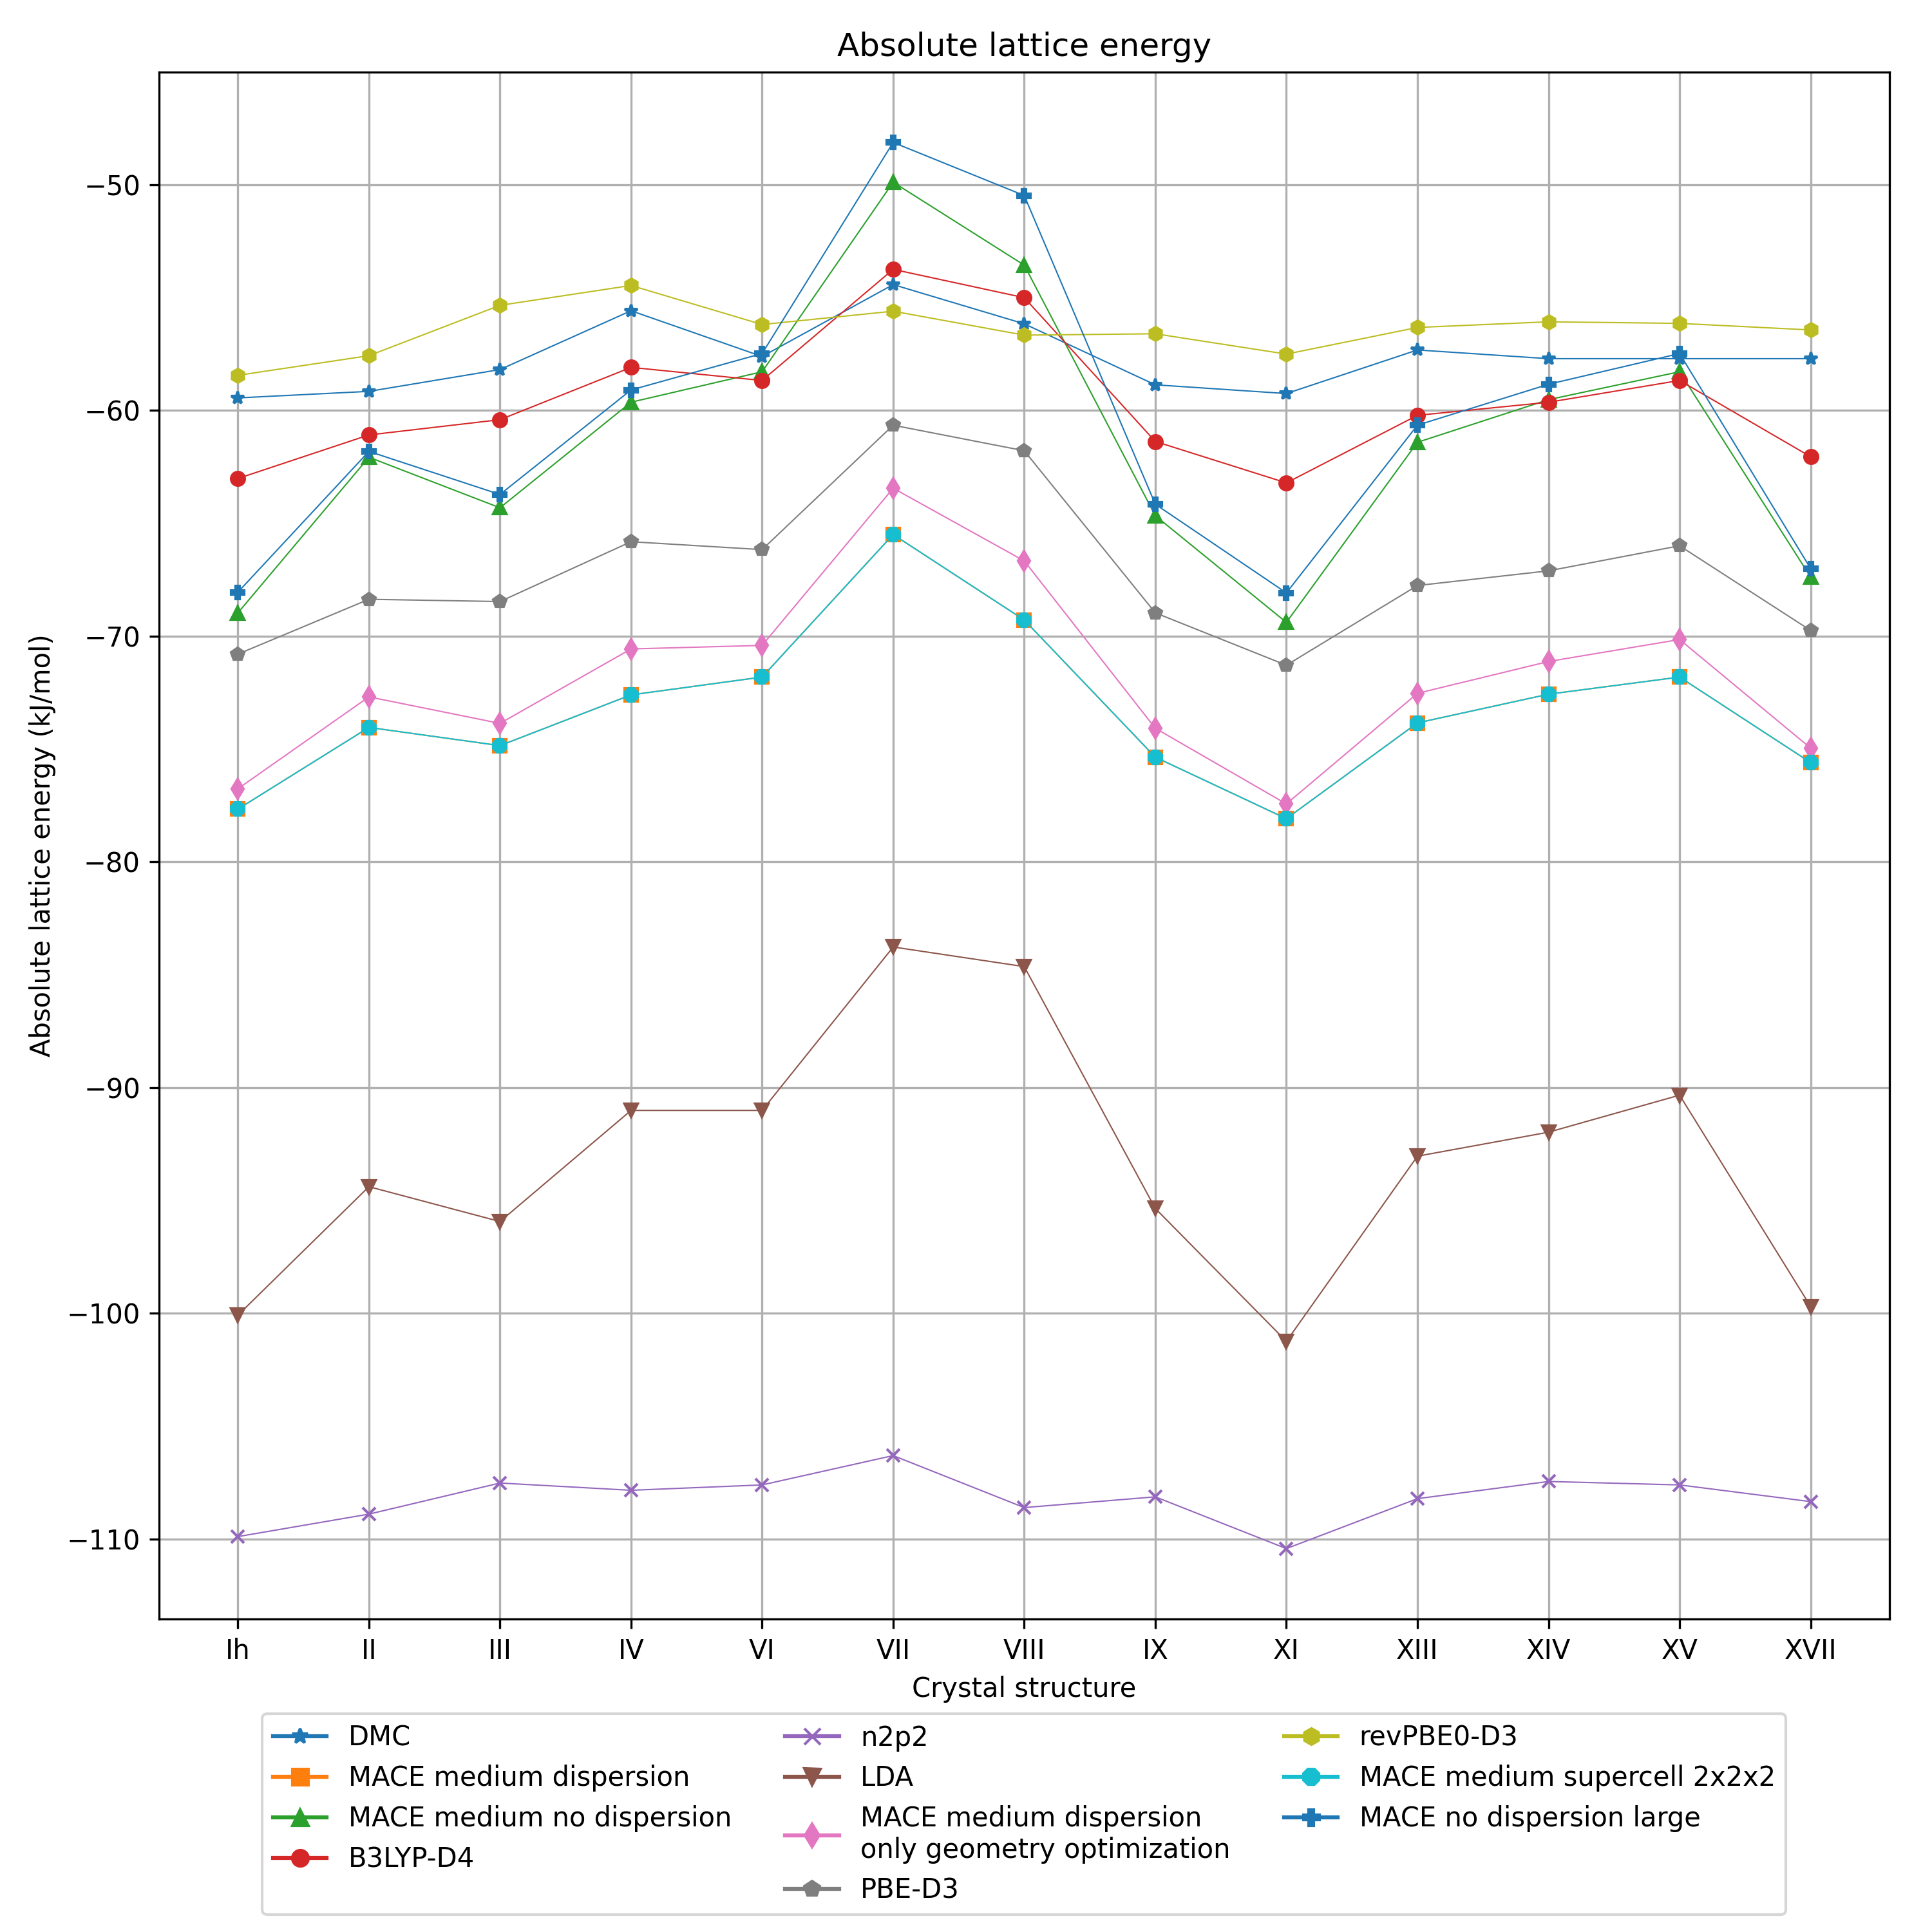 Absolute lattice energy
Absolute lattice energy (kJ/mol)
−50
−60
−70
−80
−90
−100
−110
Ih II III IV VI VII VIII IX XI XIII XIV XV XVII
Crystal structure
DMC
MACE medium dispersion
MACE medium no dispersion
B3LYP-D4
n2p2
LDA
MACE medium dispersion
only geometry optimization
PBE-D3
revPBE0-D3
MACE medium supercell 2x2x2
MACE no dispersion large